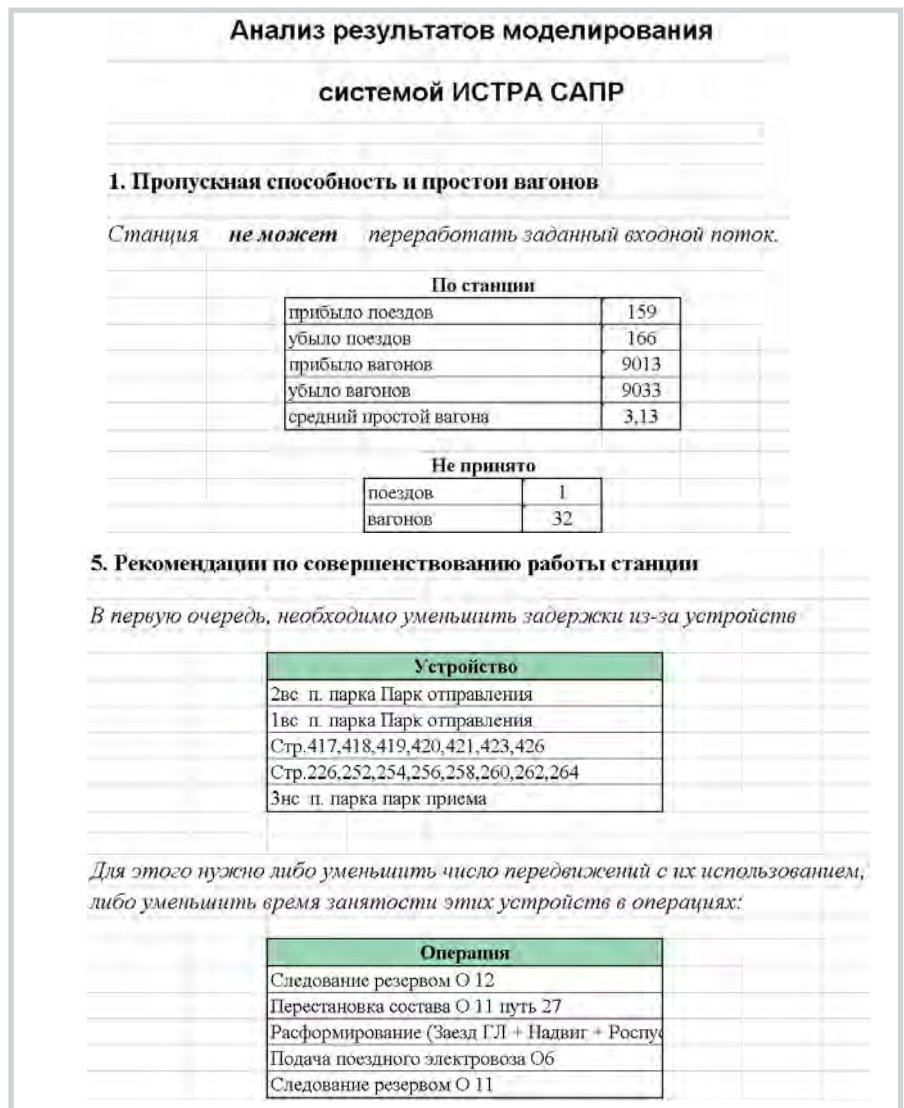 Анализ результатов моделирования
системой ИСТРА САПР
1. Пропускная способность и простои вагонов
Станция не может переработать заданный входной поток.
По станции
прибыло поездов 159
убыло поездов 166
прибыло вагонов 9013
убыло вагонов 9033
средний простой вагона 3,13
Не принято
поездов 1
вагонов 32
5. Рекомендации по совершенствованию работы станции
В первую очередь, необходимо уменьшить задержки из-за устройств
Устройство
2вс п. парка Парк отправления
1вс п. парка Парк отправления
Стр.417,418,419,420,421,423,426
Стр.226,252,254,256,258,260,262,264
3нс п. парка парк приема
Для этого нужно либо уменьшить число передвижений с их использованием,
либо уменьшить время занятости этих устройств в операциях:
Операция
Следование резервом О 12
Перестановка состава О 11 путь 27
Расформирование (Заезд ГЛ + Надвиг + Роспус
Подача поездного электровоза О6
Следование резервом О 11